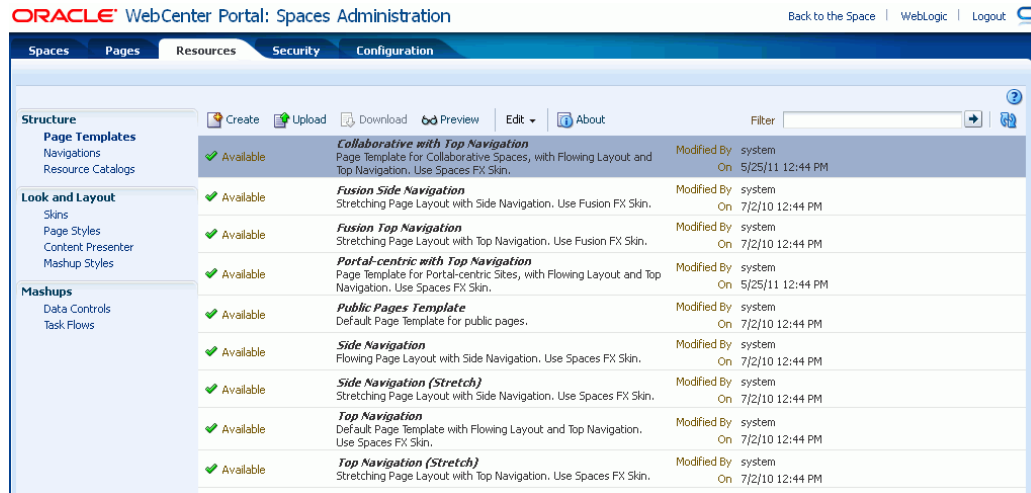 ORACLE WebCenter Portal: Spaces Administration
Back to the Space | WebLogic | Logout
Spaces Pages Resources Security Configuration
Structure
Page Templates
Navigations
Resource Catalogs
Look and Layout
Skins
Page Styles
Content Presenter
Mashup Styles
Mashups
Data Controls
Task Flows
Create Upload Download Preview Edit About Filter
Available
Collaborative with Top Navigation
Page Template for Collaborative Spaces, with Flowing Layout and
Top Navigation. Use Spaces FX Skin.
Modified By system
On 5/25/11 12:44 PM
Available
Fusion Side Navigation
Stretching Page Layout with Side Navigation. Use Fusion FX Skin.
Modified By system
On 7/2/10 12:44 PM
Available
Fusion Top Navigation
Stretching Page Layout with Top Navigation. Use Fusion FX Skin.
Modified By system
On 7/2/10 12:44 PM
Available
Portal-centric with Top Navigation
Page Template for Portal-centric Sites, with Flowing Layout and Top
Navigation. Use Spaces FX Skin.
Modified By system
On 5/25/11 12:44 PM
Available
Public Pages Template
Default Page Template for public pages.
Modified By system
On 7/2/10 12:44 PM
Available
Side Navigation
Flowing Page Layout with Side Navigation. Use Spaces FX Skin.
Modified By system
On 7/2/10 12:44 PM
Available
Side Navigation (Stretch)
Stretching Page Layout with Side Navigation. Use Spaces FX Skin.
Modified By system
On 7/2/10 12:44 PM
Available
Top Navigation
Default Page Template with Flowing Layout and Top Navigation.
Use Spaces FX Skin.
Modified By system
On 7/2/10 12:44 PM
Available
Top Navigation (Stretch)
Stretching Page Layout with Top Navigation. Use Spaces FX Skin.
Modified By system
On 7/2/10 12:44 PM